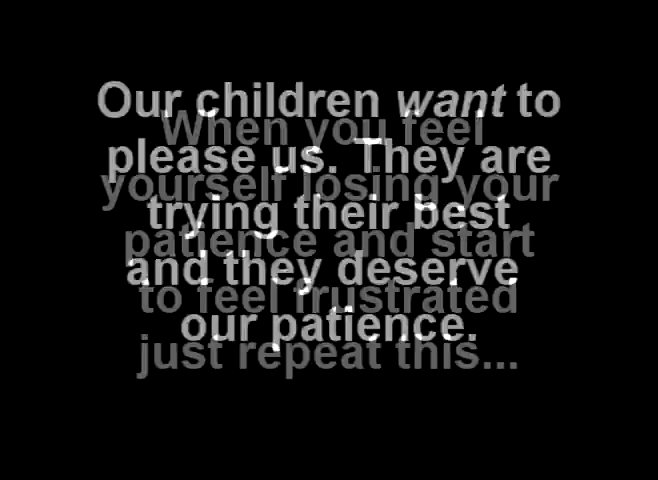 Our children want to
please us. They are
trying their best
and they deserve
our patience.
When you feel
yourself losing your
patience and start
to feel frustrated
just repeat this...